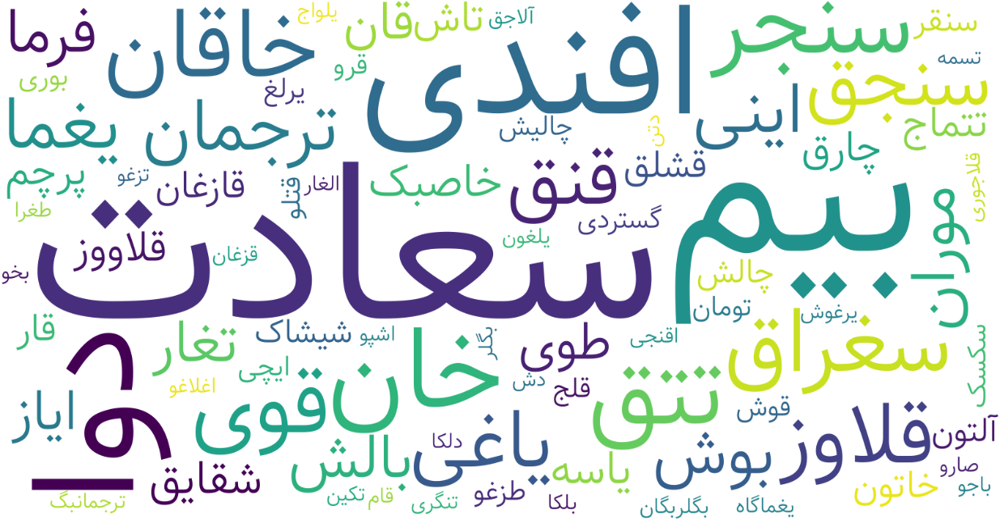 سعادت
بیم
افندی
خان
دوا
خاقان
سنجر
سنجق
فرما
یلواج
تاش
قان
آلاجق
سنقر
تسمه
بوری
قرو
یرلغ
یغما
ترجمان
چالیش
دتن
اینی
تتماج
چارق
قلاجوری
پرچم
تزغو
قازغان
قتلو
الغار
خاصبک
قنق
قشلق
طغرا
قلاووز
قزغان
یلغون
گستردی
موران
بخو
چالش
تومان
یرغوش
قار
تغار
شیشاک
اشپو
بگلر
طوی
اقنجی
سغراق
سکسک
ایچی
اغلاغو
دش
قلج
تتق
قوش
ایاز
قوی
یاغی
دلکا
بالش
یاسه
بوش
قلاوز
آلتون
صارو
باجو
خاتون
شقایق
ترجمانبگ
تکین
قام
تنگری
طزغو
بلکا
بگلربگان
یغماگاه